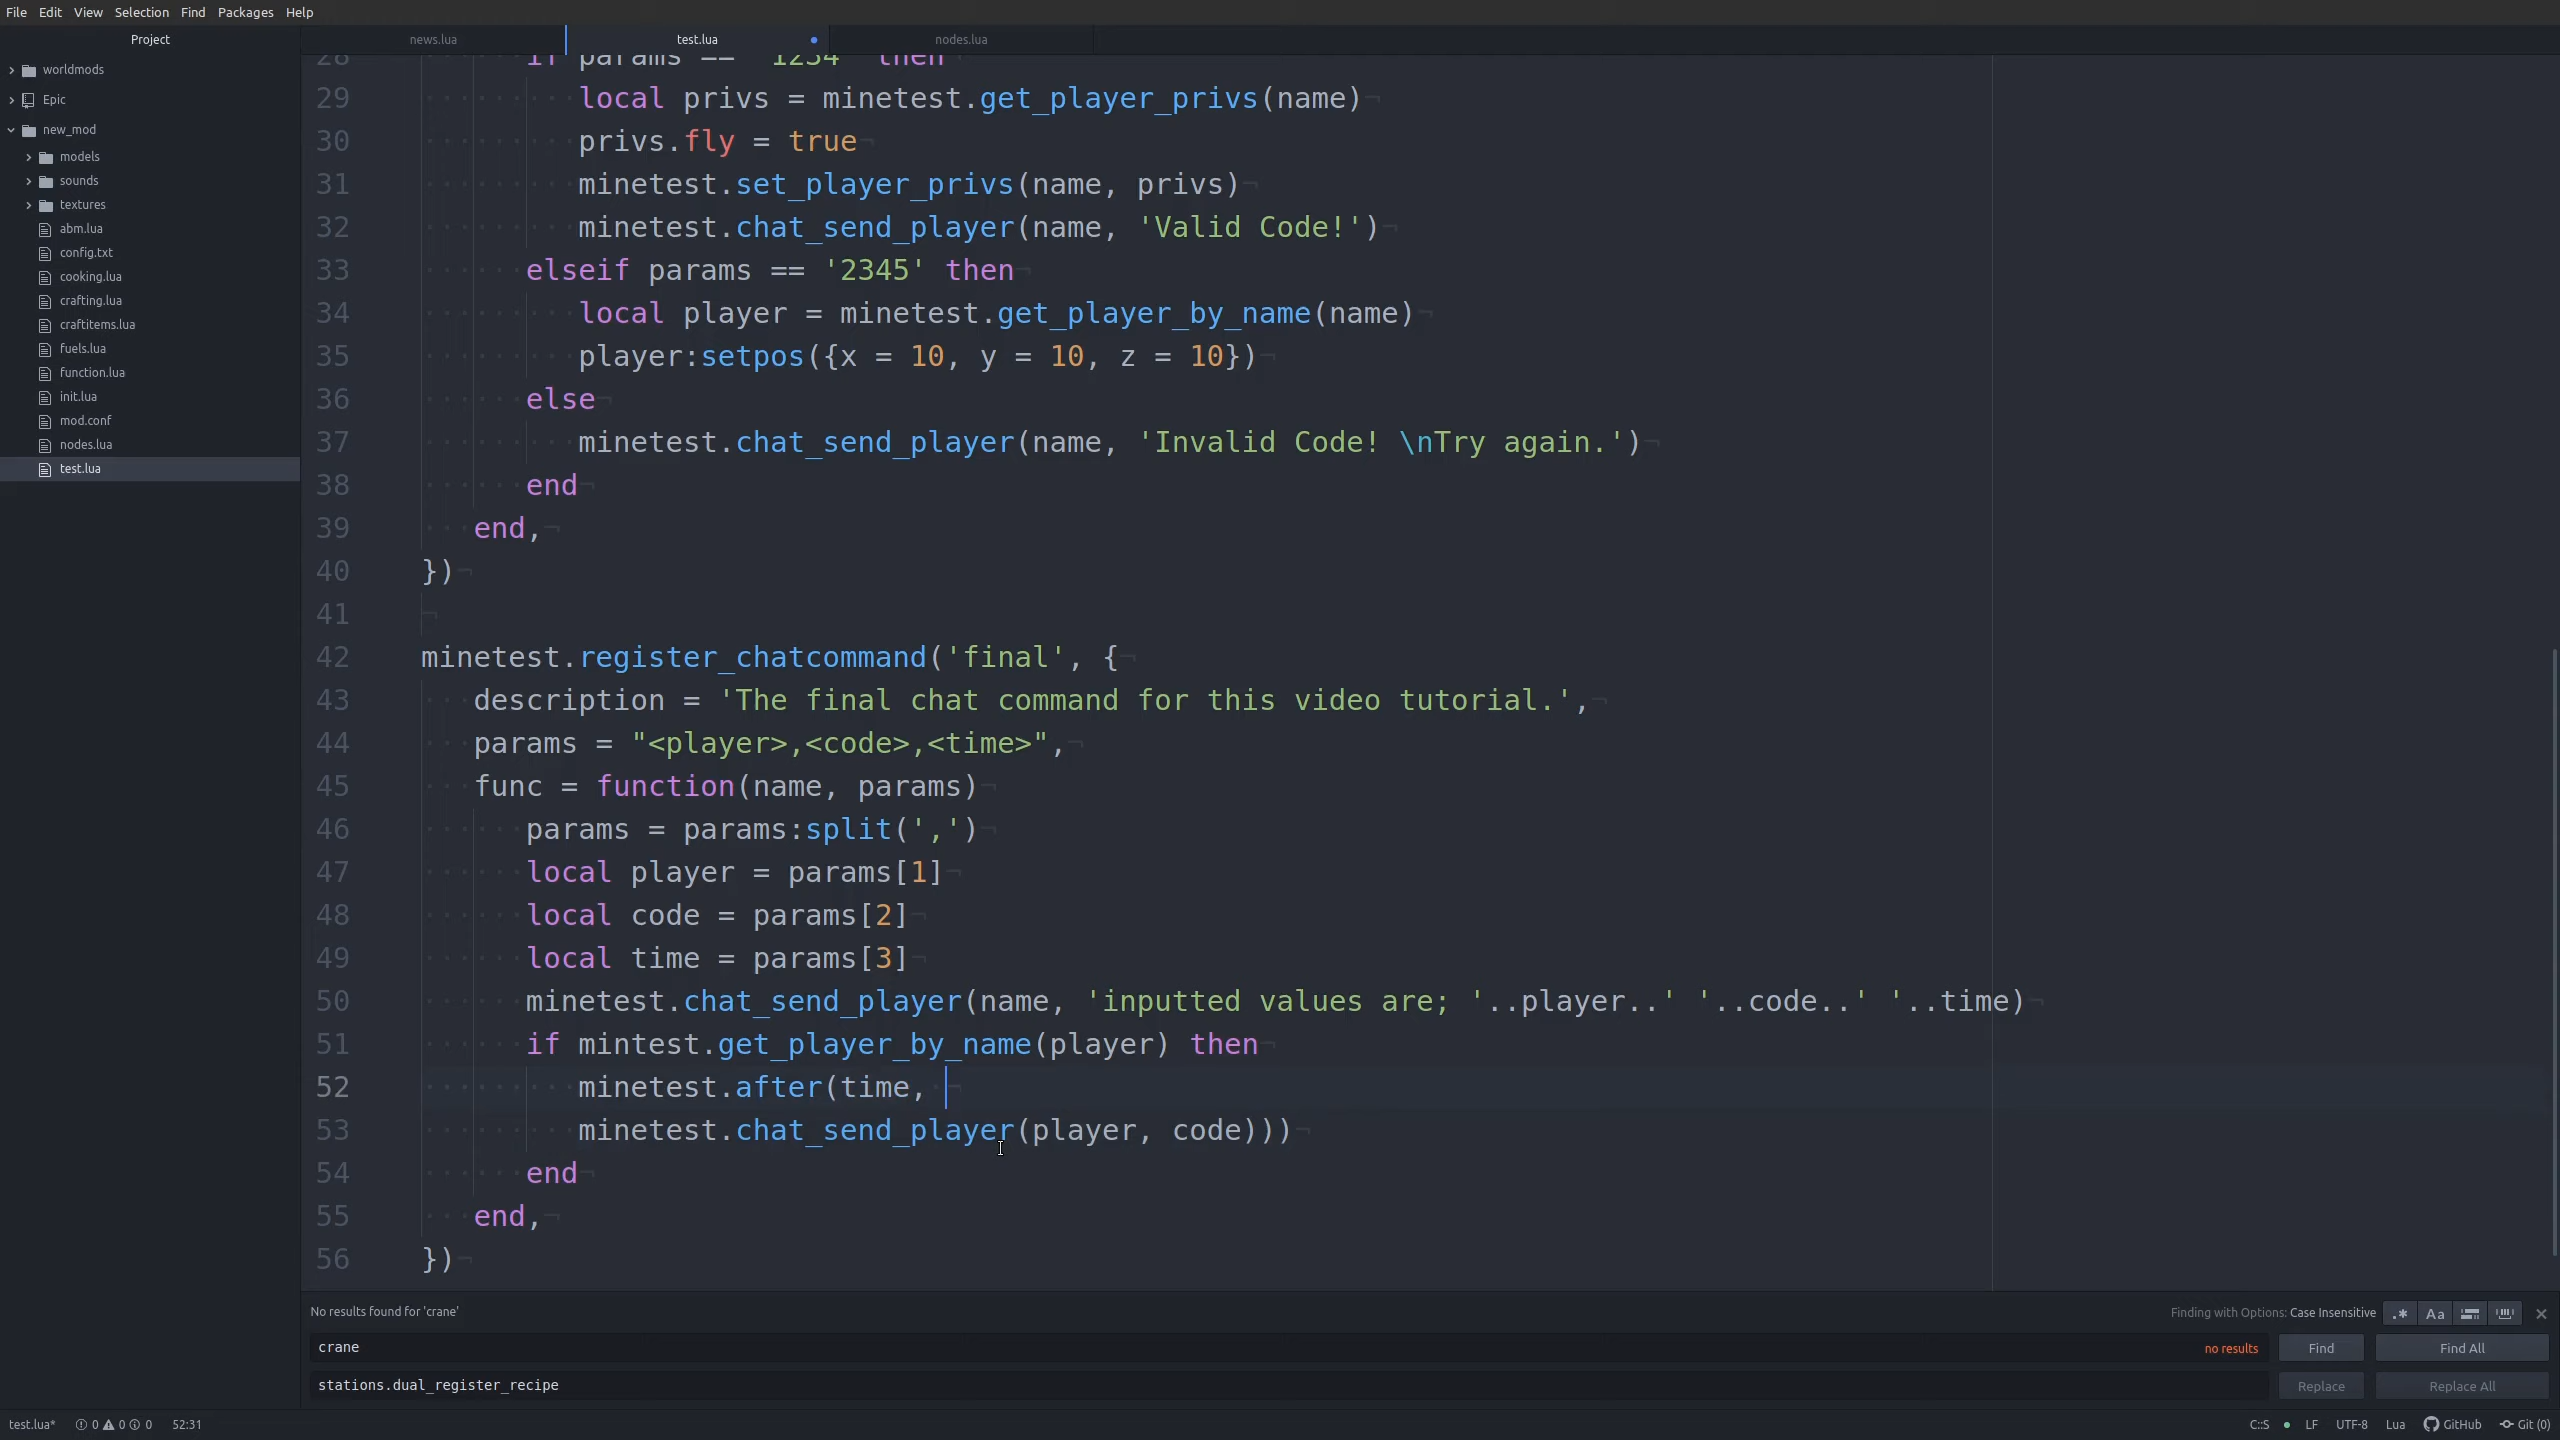 File Edit View Selection Find Packages Help
Project
news.lua
test.lua
nodes.lua
worldmods
Epic
new_mod
models
sounds
textures
abm.lua
config.txt
cooking.lua
crafting.lua
craftitems.lua
fuels.lua
function.lua
init.lua
mod.conf
nodes.lua
test.lua
28 if params == '1234' then
29 local privs = minetest.get_player_privs(name)
30 privs.fly = true
31 minetest.set_player_privs(name, privs)
32 minetest.chat_send_player(name, 'Valid Code!')
33 elseif params == '2345' then
34 local player = minetest.get_player_by_name(name)
35 player:setpos({x = 10, y = 10, z = 10})
36 else
37 minetest.chat_send_player(name, 'Invalid Code! \nTry again.')
38 end
39 end,
40 })
41
42 minetest.register_chatcommand('final', {
43 description = 'The final chat command for this video tutorial.',
44 params = "<player>,<code>,<time>",
45 func = function(name, params)
46 params = params:split(',')
47 local player = params[1]
48 local code = params[2]
49 local time = params[3]
50 minetest.chat_send_player(name, 'inputted values are; '..player..' '..code..' '..time)
51 if mintest.get_player_by_name(player) then
52 minetest.after(time,
53 minetest.chat_send_player(player, code)))
54 end
55 end,
56 })
No results found for 'crane'
Finding with Options: Case Insensitive
.* Aa
crane
no results
Find
Find All
stations.dual_register_recipe
Replace
Replace All
test.lua* 0 0 0 52:31
C::S LF UTF-8 Lua GitHub Git (0)